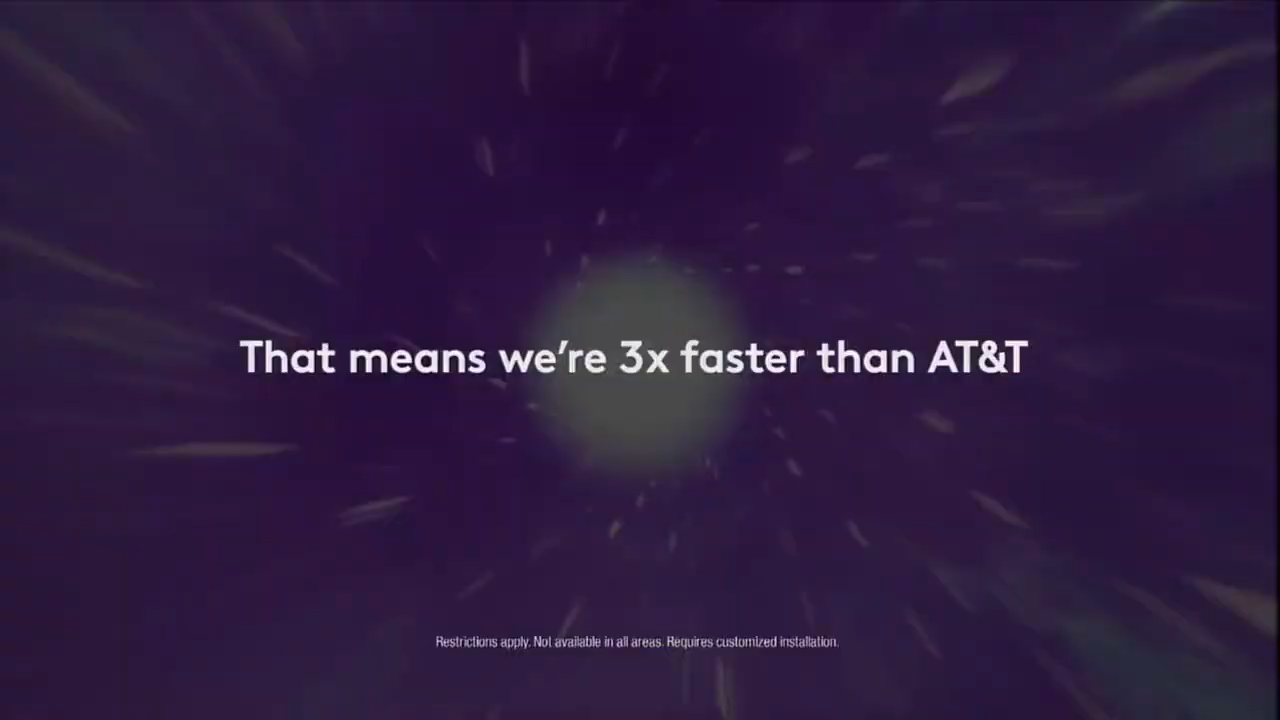 That means we're 3x faster than AT&T
Restrictions apply. Not available in all areas. Requires customized installation.